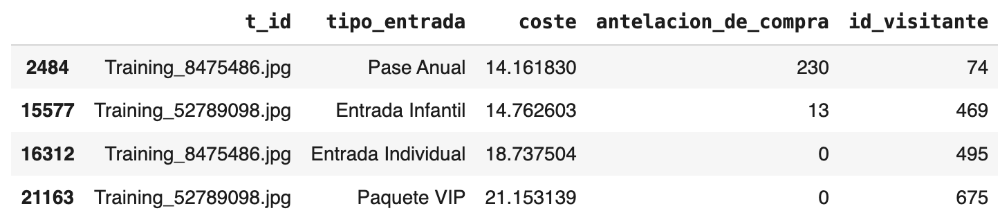 t_id tipo_entrada coste antelacion_de_compra id_visitante
2484 Training_8475486.jpg Pase Anual 14.161830 230 74
15577 Training_52789098.jpg Entrada Infantil 14.762603 13 469
16312 Training_8475486.jpg Entrada Individual 18.737504 0 495
21163 Training_52789098.jpg Paquete VIP 21.153139 0 675